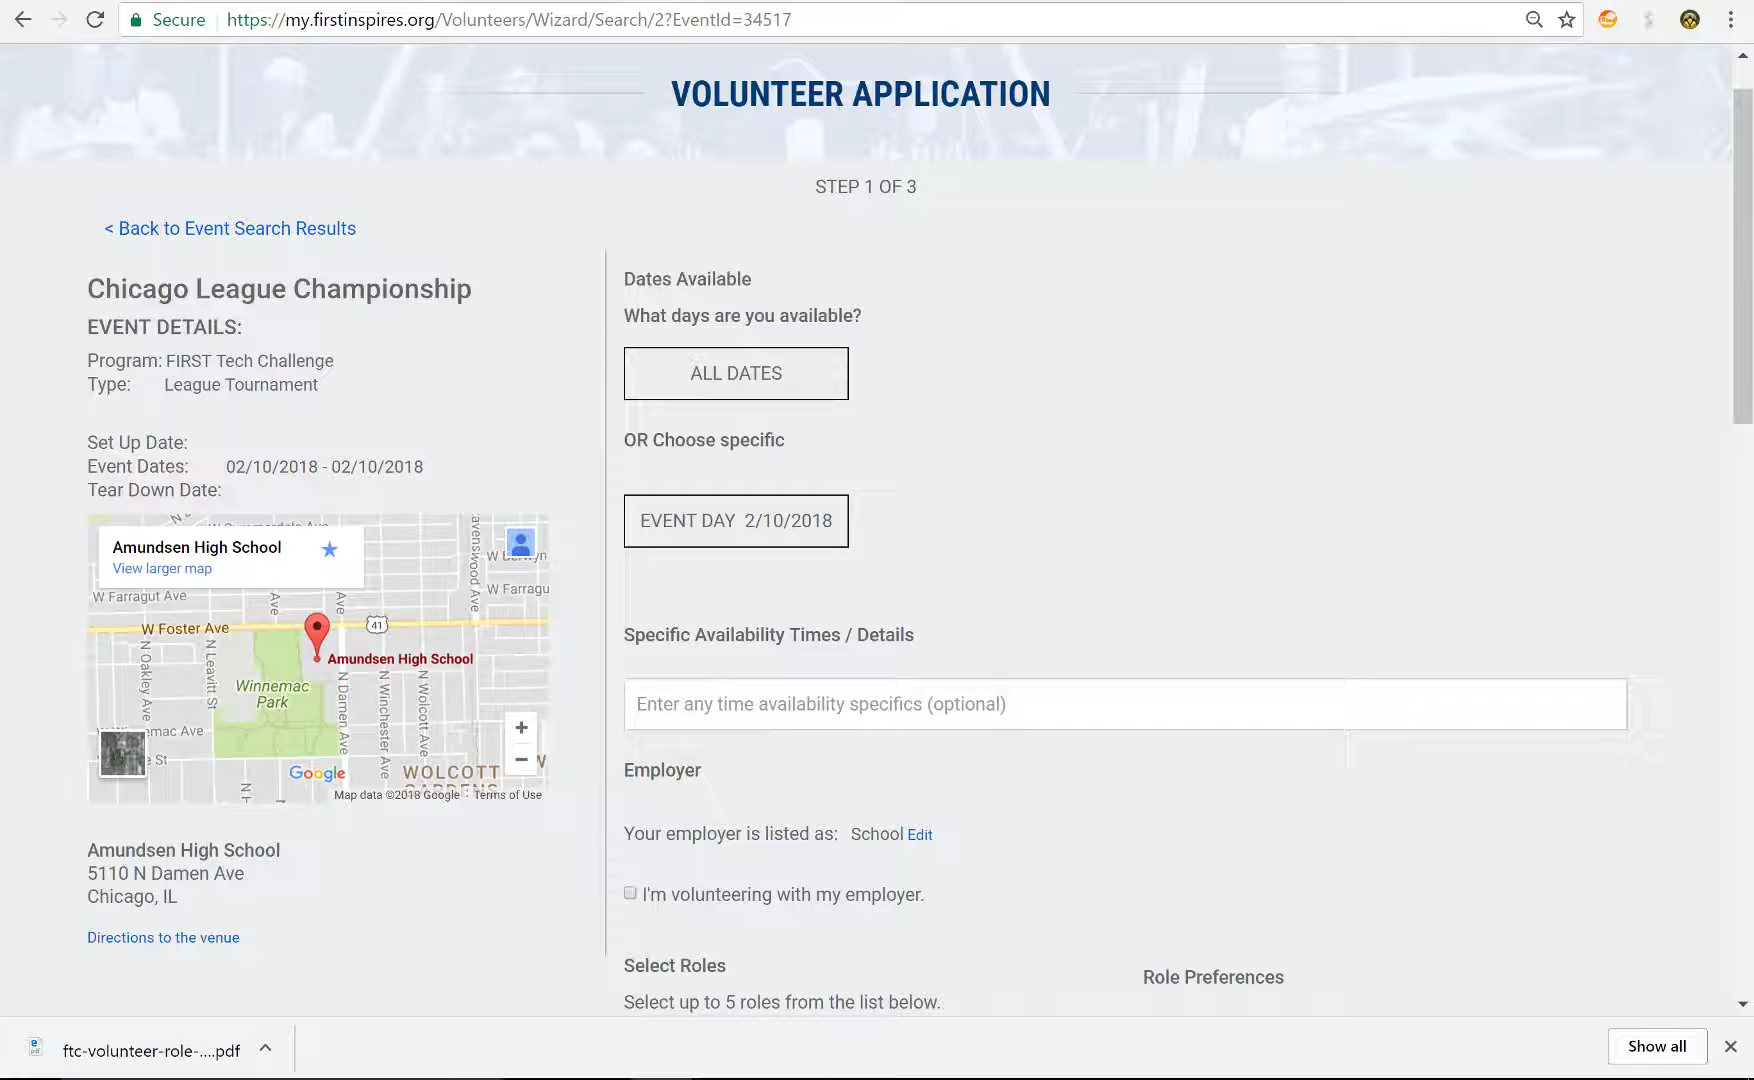 Secure
https://my.firstinspires.org/Volunteers/Wizard/Search/2?EventId=34517
VOLUNTEER APPLICATION
STEP 1 OF 3
< Back to Event Search Results
Chicago League Championship
EVENT DETAILS:
Program: FIRST Tech Challenge
Type: League Tournament
Set Up Date:
Event Dates: 02/10/2018 - 02/10/2018
Tear Down Date:
Amundsen High School
View larger map
W Farragut Ave
W Farragu
W Foster Ave
41
Amundsen High School
Winnemac
Park
N Oakley Ave
N Leavitt St
N Damen Ave
N Winchester Ave
N Wolcott Ave
avenswood Ave
Ave
Ave
mac Ave
e St
+
−
Google
WOLCOTT
Map data ©2018 Google
Terms of Use
Amundsen High School
5110 N Damen Ave
Chicago, IL
Directions to the venue
Dates Available
What days are you available?
ALL DATES
OR Choose specific
EVENT DAY 2/10/2018
Specific Availability Times / Details
Enter any time availability specifics (optional)
Employer
Your employer is listed as: School Edit
I'm volunteering with my employer.
Select Roles
Select up to 5 roles from the list below.
Role Preferences
ftc-volunteer-role-....pdf
Show all